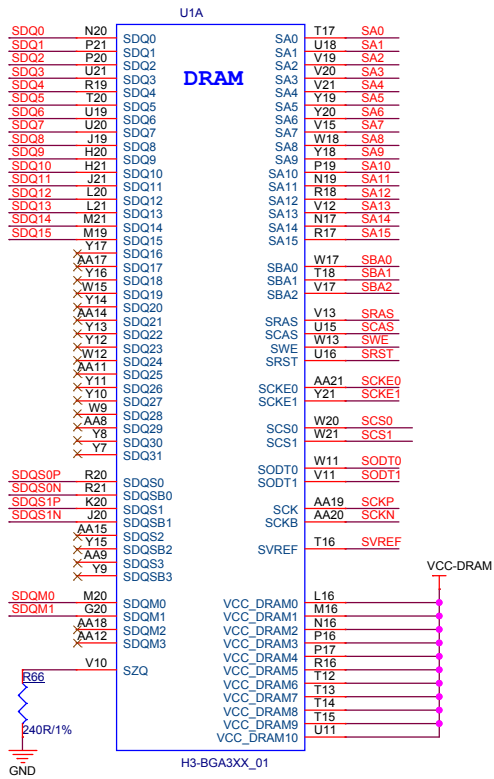 U1A
DRAM
SDQ0 N20 SDQ0 SA0 T17 SA0
SDQ1 P21 SDQ1 SA1 U18 SA1
SDQ2 P20 SDQ2 SA2 V19 SA2
SDQ3 U21 SDQ3 SA3 V20 SA3
SDQ4 R19 SDQ4 SA4 V21 SA4
SDQ5 T20 SDQ5 SA5 Y19 SA5
SDQ6 U19 SDQ6 SA6 Y20 SA6
SDQ7 U20 SDQ7 SA7 V15 SA7
SDQ8 J19 SDQ8 SA8 W18 SA8
SDQ9 H20 SDQ9 SA9 Y18 SA9
SDQ10 H21 SDQ10 SA10 P19 SA10
SDQ11 J21 SDQ11 SA11 N19 SA11
SDQ12 L20 SDQ12 SA12 R18 SA12
SDQ13 L21 SDQ13 SA13 V12 SA13
SDQ14 M21 SDQ14 SA14 N17 SA14
SDQ15 M19 SDQ15 SA15 R17 SA15
Y17 SDQ16
AA17 SDQ17 SBA0 W17 SBA0
Y16 SDQ18 SBA1 T18 SBA1
W15 SDQ19 SBA2 V17 SBA2
Y14 SDQ20
AA14 SDQ21 SRAS V13 SRAS
Y13 SDQ22 SCAS U15 SCAS
Y12 SDQ23 SWE W13 SWE
W12 SDQ24 SRST U16 SRST
AA11 SDQ25
Y11 SDQ26 SCKE0 AA21 SCKE0
Y10 SDQ27 SCKE1 Y21 SCKE1
W9 SDQ28
AA8 SDQ29 SCS0 W20 SCS0
Y8 SDQ30 SCS1 W21 SCS1
Y7 SDQ31
SODT0 W11 SODT0
SDQS0P R20 SDQS0 SODT1 V11 SODT1
SDQS0N R21 SDQSB0
SDQS1P K20 SDQS1 SCK AA19 SCKP
SDQS1N J20 SDQSB1 SCKB AA20 SCKN
AA15 SDQS2
Y15 SDQSB2 SVREF T16 SVREF
AA9 SDQS3
Y9 SDQSB3
VCC-DRAM
SDQM0 M20 SDQM0 VCC_DRAM0 L16
SDQM1 G20 SDQM1 VCC_DRAM1 M16
AA18 SDQM2 VCC_DRAM2 N16
AA12 SDQM3 VCC_DRAM3 P16
VCC_DRAM4 P17
V10 SZQ VCC_DRAM5 R16
R66 VCC_DRAM6 T12
VCC_DRAM7 T13
VCC_DRAM8 T14
240R/1% VCC_DRAM9 T15
VCC_DRAM10 U11
GND
H3-BGA3XX_01